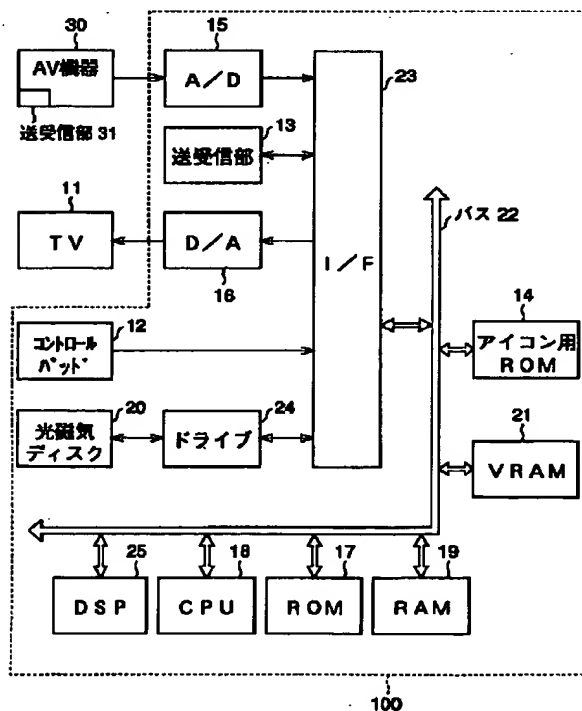 30
AV機器
送受信部 31
15
A/D
23
送受信部
13
11
TV
D/A
16
I/F
バス 22
12
コントロール
パッド
14
アイコン用
ROM
20
光磁気
ディスク
24
ドライブ
21
VRAM
25
DSP
18
CPU
17
ROM
19
RAM
100